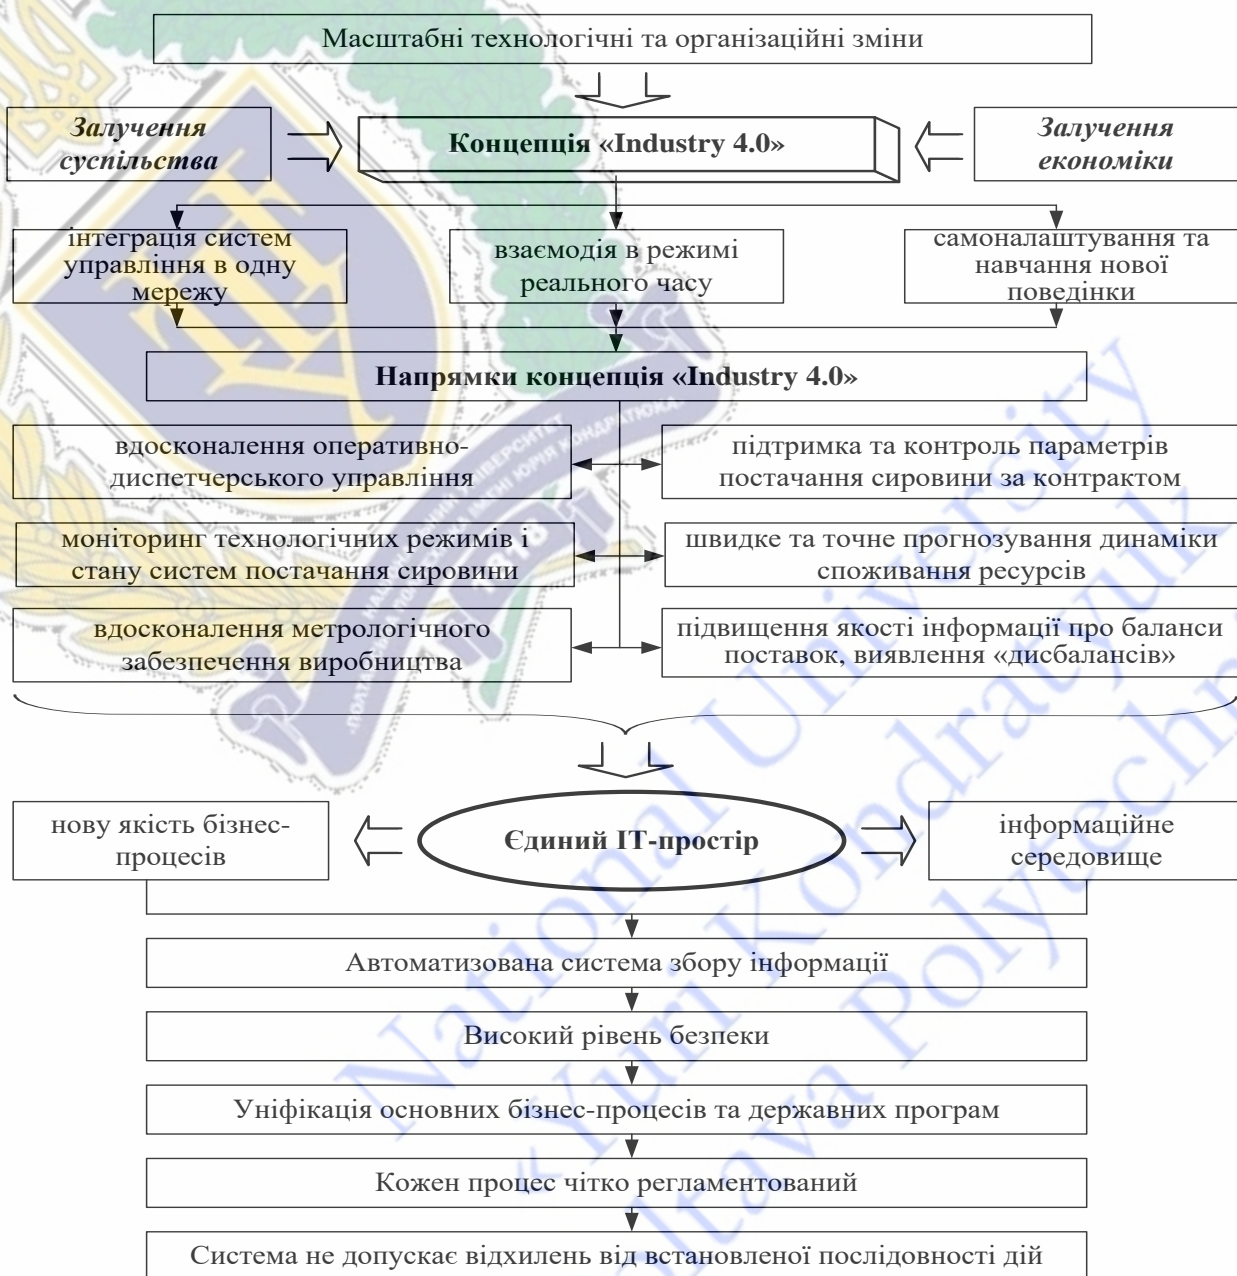 Масштабні технологічні та організаційні зміни
Залучення
суспільства
Концепція «Industry 4.0»
Залучення
економіки
інтеграція систем
управління в одну
мережу
взаємодія в режимі
реального часу
самоналаштування та
навчання нової
поведінки
Напрямки концепція «Industry 4.0»
вдосконалення оперативно-
диспетчерського управління
підтримка та контроль параметрів
постачання сировини за контрактом
моніторинг технологічних режимів і
стану систем постачання сировини
швидке та точне прогнозування динаміки
споживання ресурсів
вдосконалення метрологічного
забезпечення виробництва
підвищення якості інформації про баланси
поставок, виявлення «дисбалансів»
нову якість бізнес-
процесів
Єдиний ІТ-простір
інформаційне
середовище
Автоматизована система збору інформації
Високий рівень безпеки
Уніфікація основних бізнес-процесів та державних програм
Кожен процес чітко регламентований
Система не допускає відхилень від встановленої послідовності дій
National University
«Yuri Kondratyuk
1818